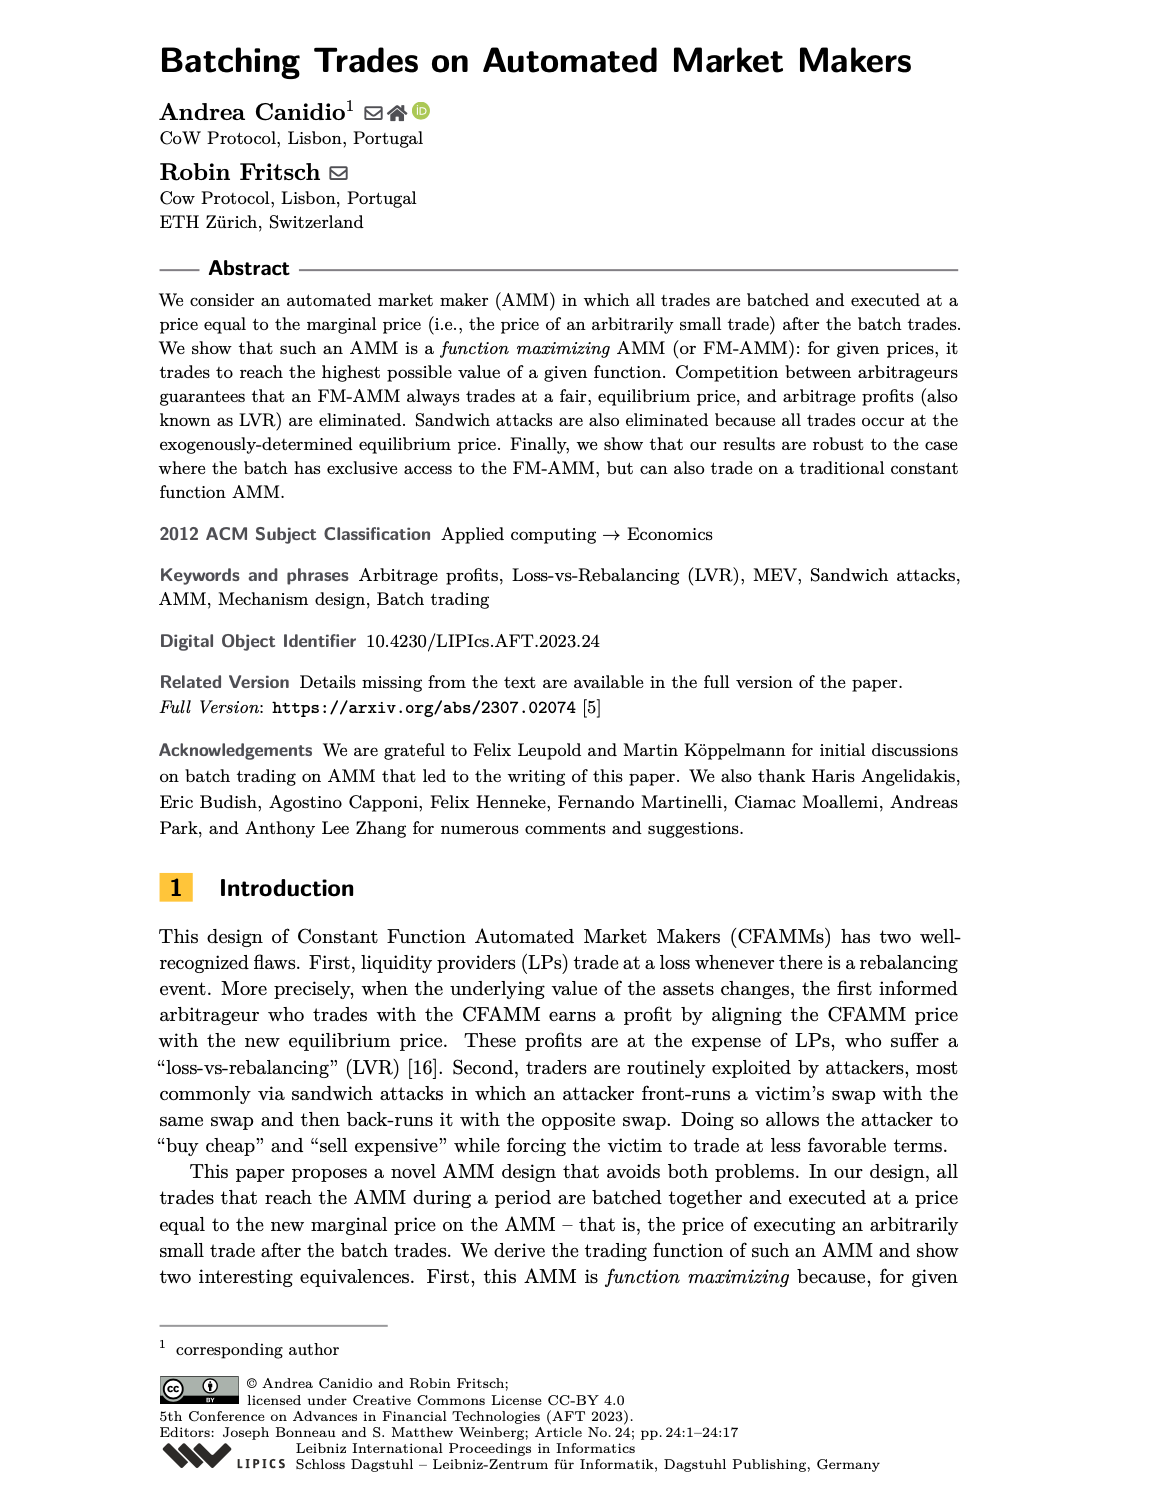 Batching Trades on Automated Market Makers
Andrea Canidio¹
CoW Protocol, Lisbon, Portugal
Robin Fritsch
Cow Protocol, Lisbon, Portugal
ETH Zürich, Switzerland
Abstract
We consider an automated market maker (AMM) in which all trades are batched and executed at a
price equal to the marginal price (i.e., the price of an arbitrarily small trade) after the batch trades.
We show that such an AMM is a function maximizing AMM (or FM-AMM): for given prices, it
trades to reach the highest possible value of a given function. Competition between arbitrageurs
guarantees that an FM-AMM always trades at a fair, equilibrium price, and arbitrage profits (also
known as LVR) are eliminated. Sandwich attacks are also eliminated because all trades occur at the
exogenously-determined equilibrium price. Finally, we show that our results are robust to the case
where the batch has exclusive access to the FM-AMM, but can also trade on a traditional constant
function AMM.
2012 ACM Subject Classification Applied computing → Economics
Keywords and phrases Arbitrage profits, Loss-vs-Rebalancing (LVR), MEV, Sandwich attacks,
AMM, Mechanism design, Batch trading
Digital Object Identifier 10.4230/LIPIcs.AFT.2023.24
Related Version Details missing from the text are available in the full version of the paper.
Full Version: https://arxiv.org/abs/2307.02074 [5]
Acknowledgements We are grateful to Felix Leupold and Martin Köppelmann for initial discussions
on batch trading on AMM that led to the writing of this paper. We also thank Haris Angelidakis,
Eric Budish, Agostino Capponi, Felix Henneke, Fernando Martinelli, Ciamac Moallemi, Andreas
Park, and Anthony Lee Zhang for numerous comments and suggestions.
1 Introduction
This design of Constant Function Automated Market Makers (CFAMMs) has two well-
recognized flaws. First, liquidity providers (LPs) trade at a loss whenever there is a rebalancing
event. More precisely, when the underlying value of the assets changes, the first informed
arbitrageur who trades with the CFAMM earns a profit by aligning the CFAMM price
with the new equilibrium price. These profits are at the expense of LPs, who suffer a
“loss-vs-rebalancing” (LVR) [16]. Second, traders are routinely exploited by attackers, most
commonly via sandwich attacks in which an attacker front-runs a victim’s swap with the
same swap and then back-runs it with the opposite swap. Doing so allows the attacker to
“buy cheap” and “sell expensive” while forcing the victim to trade at less favorable terms.
This paper proposes a novel AMM design that avoids both problems. In our design, all
trades that reach the AMM during a period are batched together and executed at a price
equal to the new marginal price on the AMM – that is, the price of executing an arbitrarily
small trade after the batch trades. We derive the trading function of such an AMM and show
two interesting equivalences. First, this AMM is function maximizing because, for given
¹ corresponding author
© Andrea Canidio and Robin Fritsch;
licensed under Creative Commons License CC-BY 4.0
5th Conference on Advances in Financial Technologies (AFT 2023).
Editors: Joseph Bonneau and S. Matthew Weinberg; Article No. 24; pp. 24:1–24:17
Leibniz International Proceedings in Informatics
LIPICS Schloss Dagstuhl – Leibniz-Zentrum für Informatik, Dagstuhl Publishing, Germany